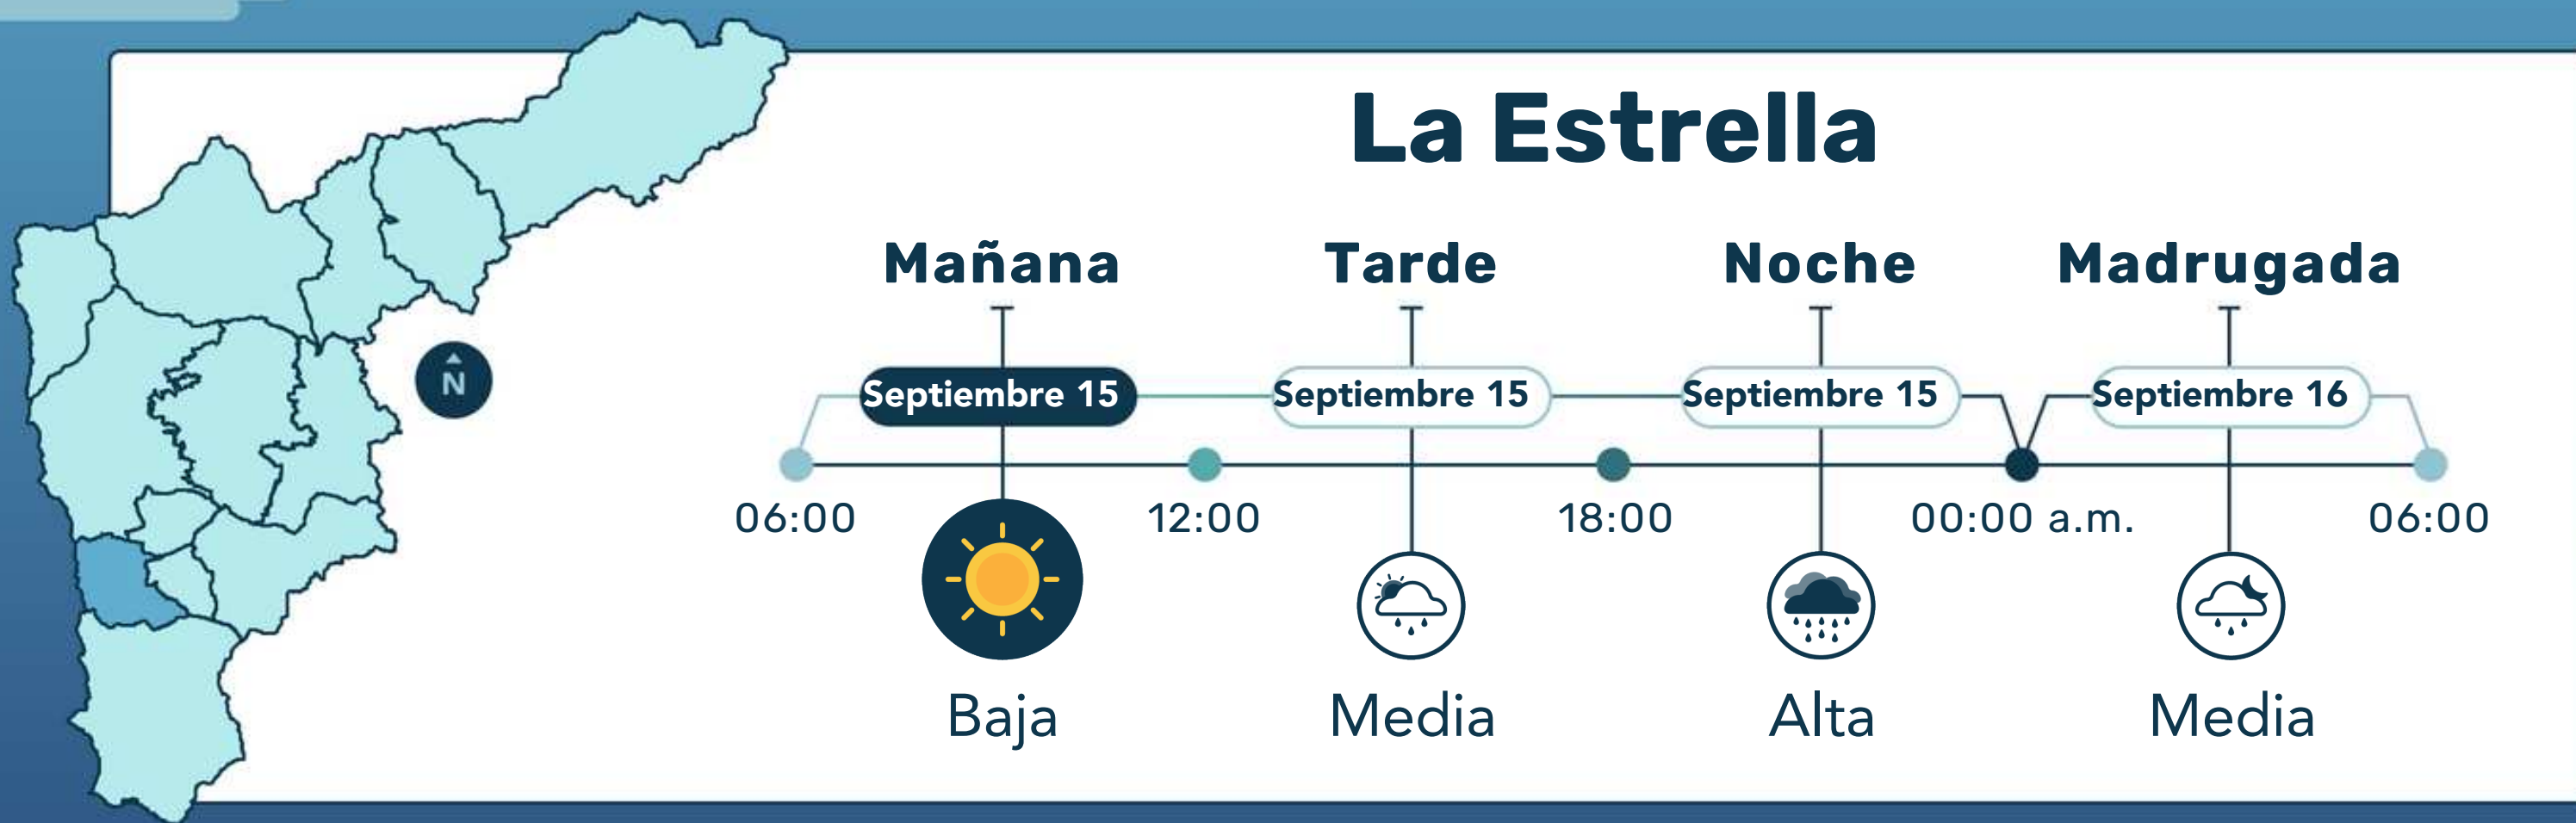 La Estrella
Mañana Tarde Noche Madrugada
N
Septiembre 15 Septiembre 15 Septiembre 15 Septiembre 16
06:00 12:00 18:00 00:00 a.m. 06:00
Baja Media Alta Media